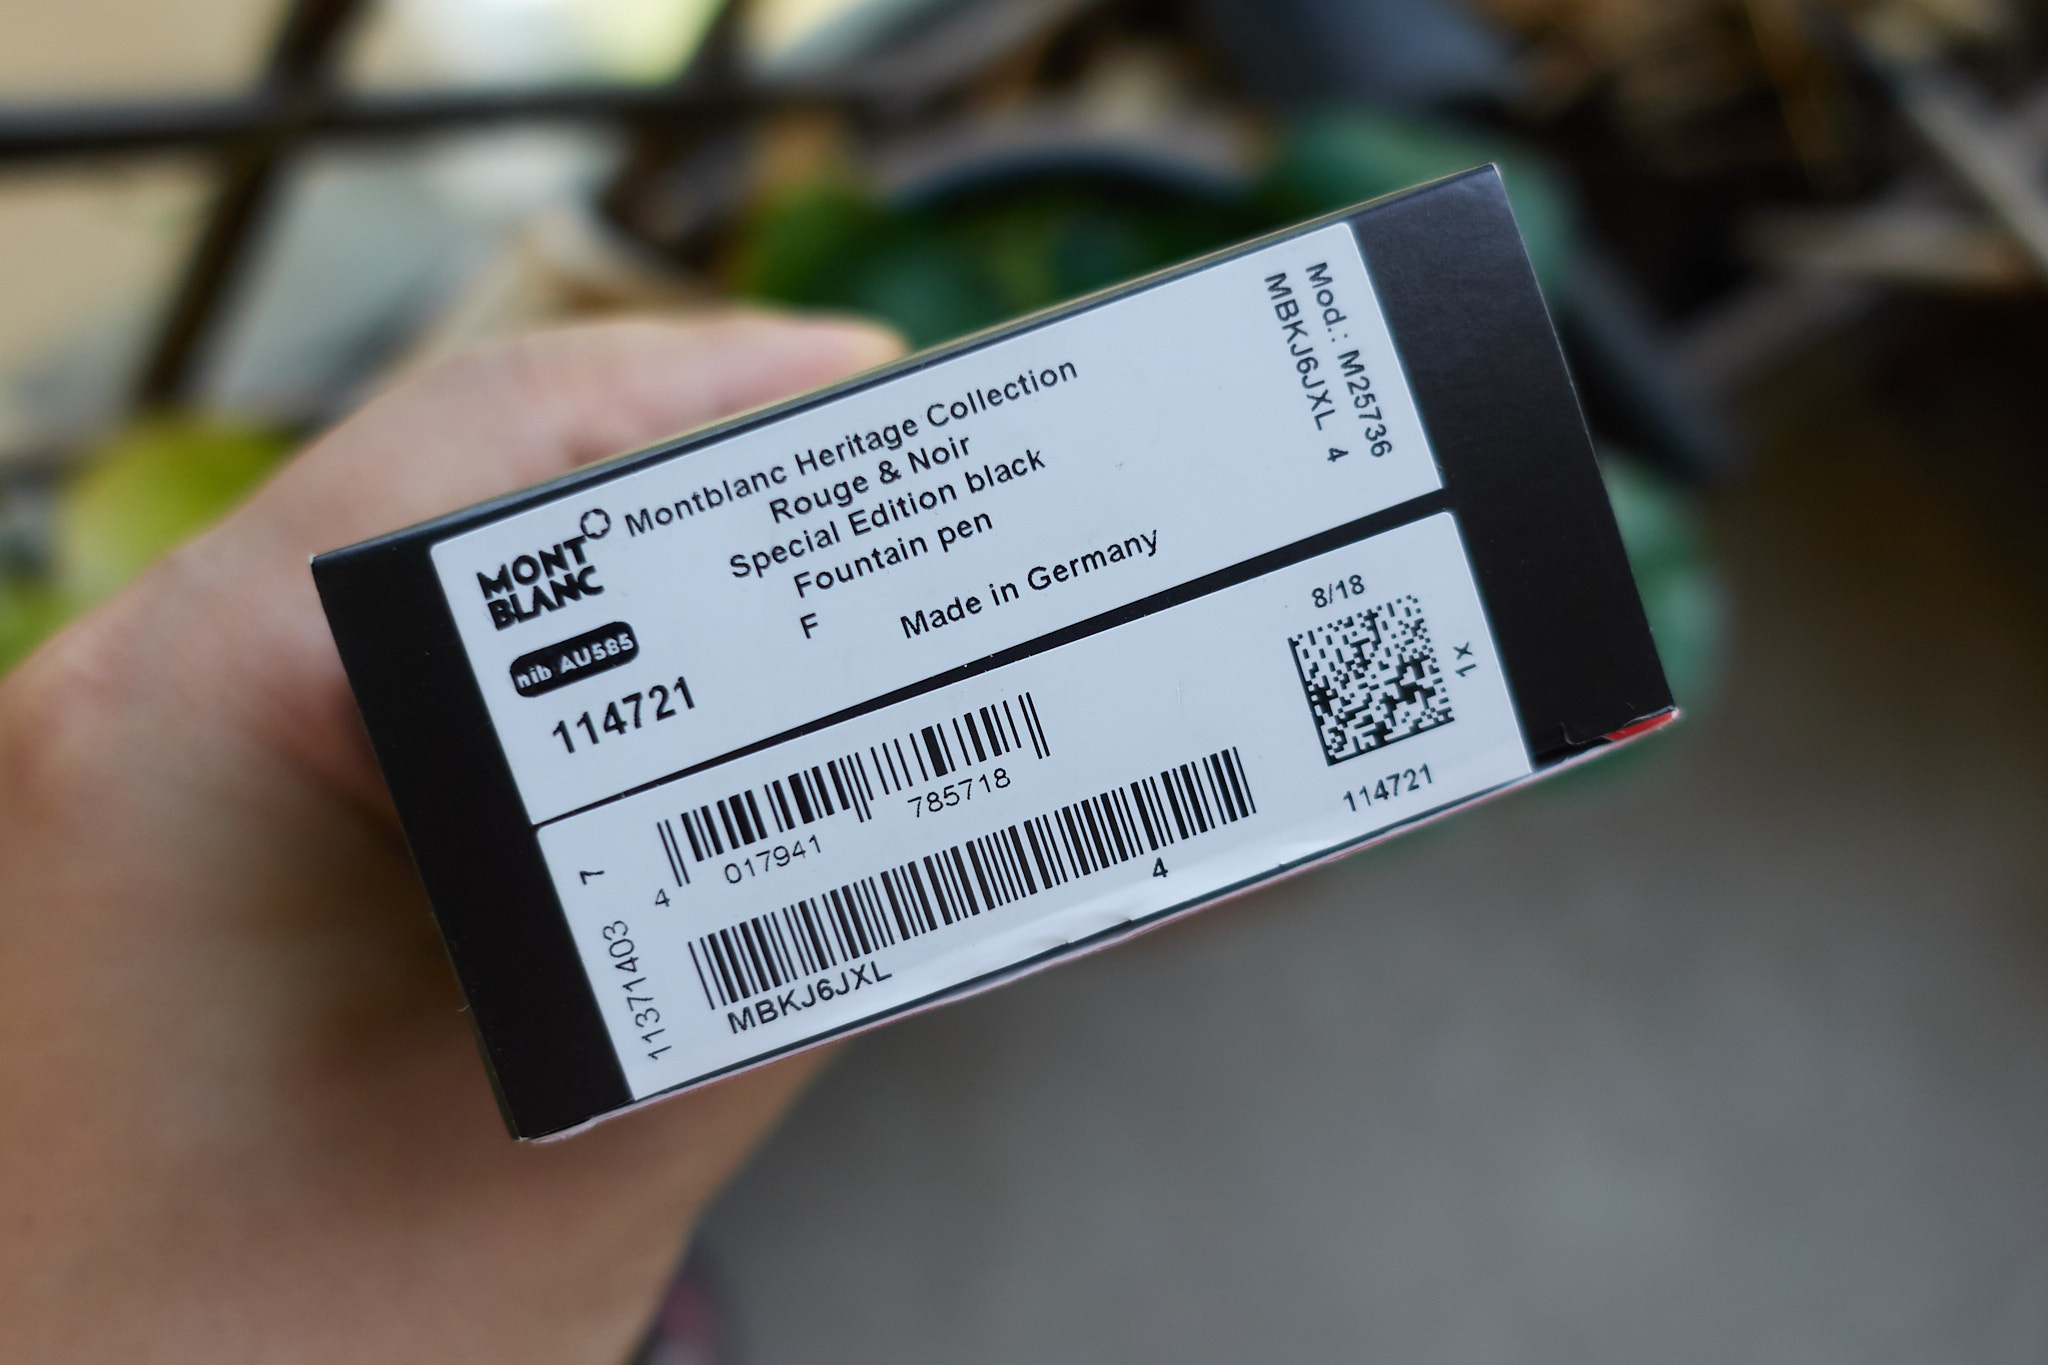 MONT
BLANC
Montblanc Heritage Collection
Rouge & Noir
Special Edition black
Fountain pen
F
Made in Germany
nib AU585
114721
Mod.: M25736
MBKJ6JXL 4
8/18
1x
114721
4 017941 785718
7
11371403
4
MBKJ6JXL